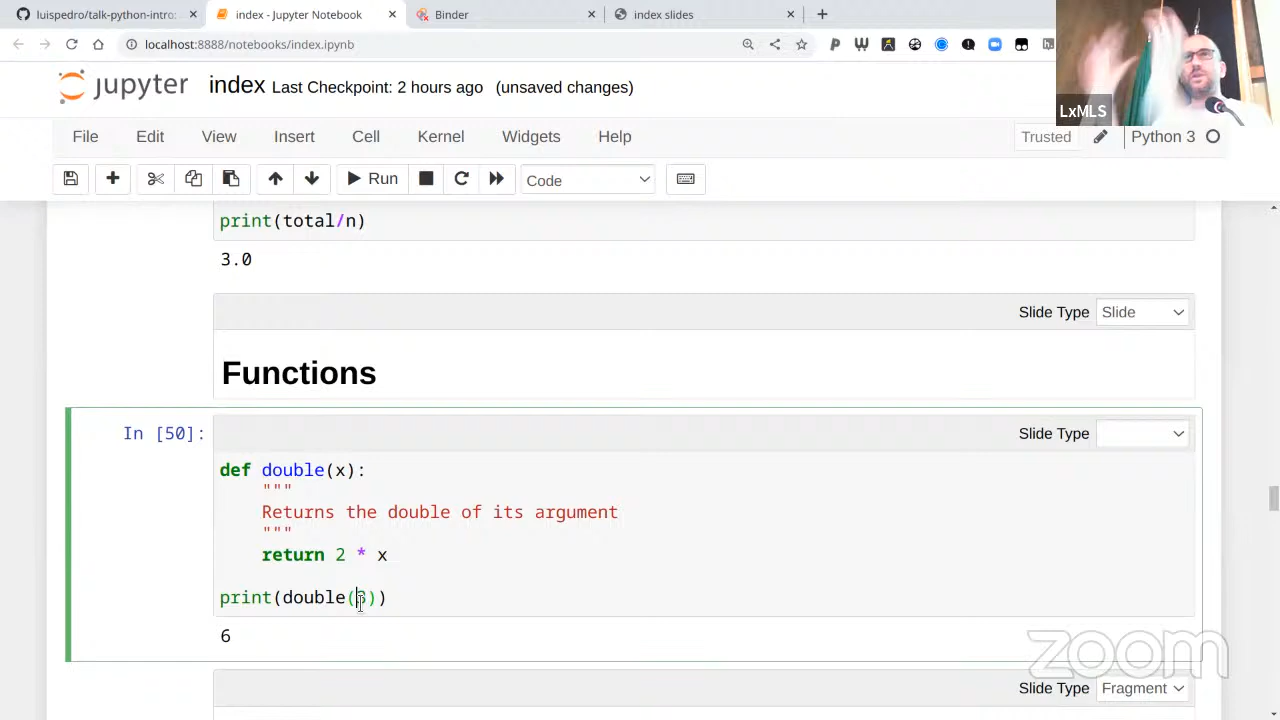 luispedro/talk-python-intro:
index - Jupyter Notebook
Binder
index slides
localhost:8888/notebooks/index.ipynb
LxMLS
jupyter index Last Checkpoint: 2 hours ago (unsaved changes)
File Edit View Insert Cell Kernel Widgets Help
Trusted Python 3
Run Code
print(total/n)
3.0
Slide Type Slide
Functions
In [50]:
Slide Type
def double(x):
"""
Returns the double of its argument
"""
return 2 * x
print(double(3))
6
zoom
Slide Type Fragment